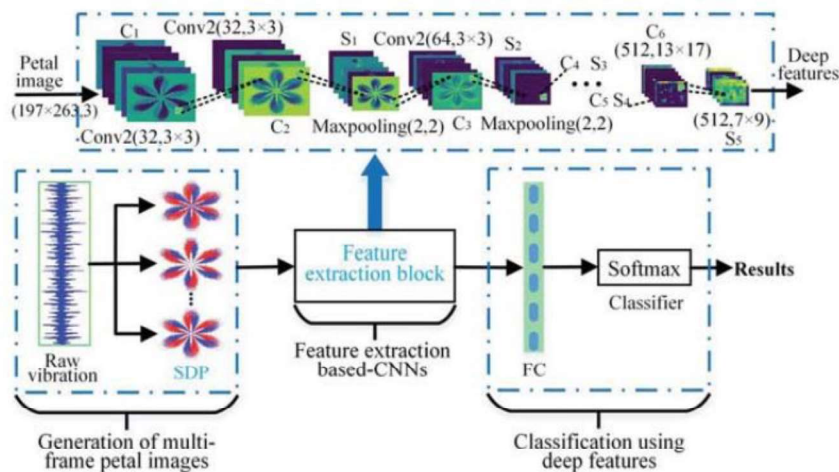 C1
Conv2(32,3×3)
S1
Conv2(64,3×3)
S2
C4
S3
C6
(512,13×17)
Petal
image
Deep
features
(197×263,3)
Conv2(32,3×3)
C2
Maxpooling(2,2)
C3
Maxpooling(2,2)
C5
S4
(512,7×9)
S5
Raw
vibration
SDP
Feature
extraction block
Feature extraction
based-CNNs
FC
Softmax
Classifier
Results
Generation of multi-
frame petal images
Classification using
deep features